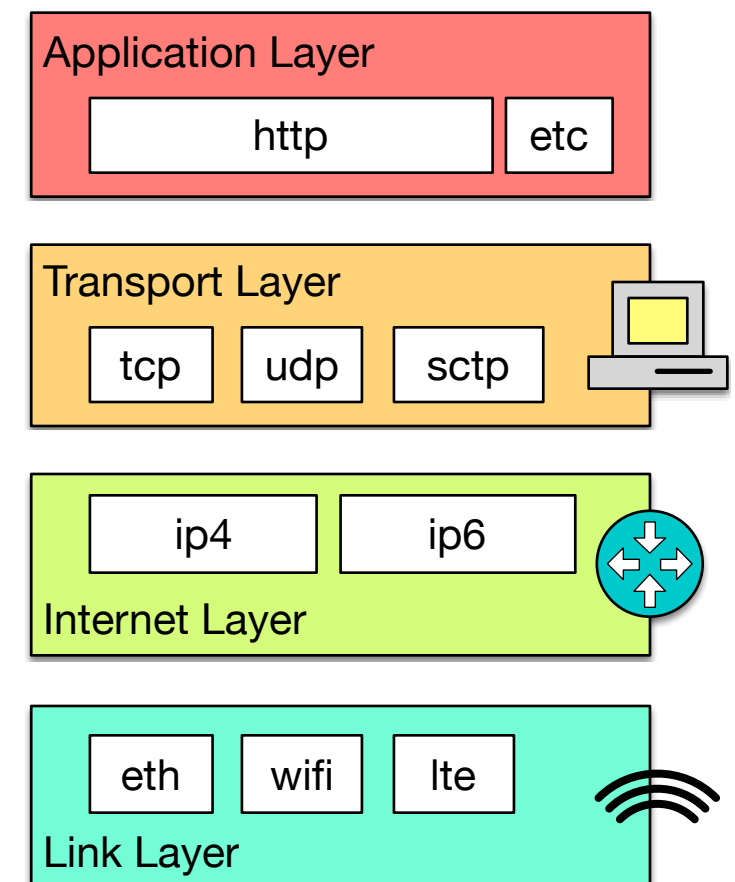 Application Layer
http etc
Transport Layer
tcp udp sctp
ip4 ip6
Internet Layer
eth wifi lte
Link Layer